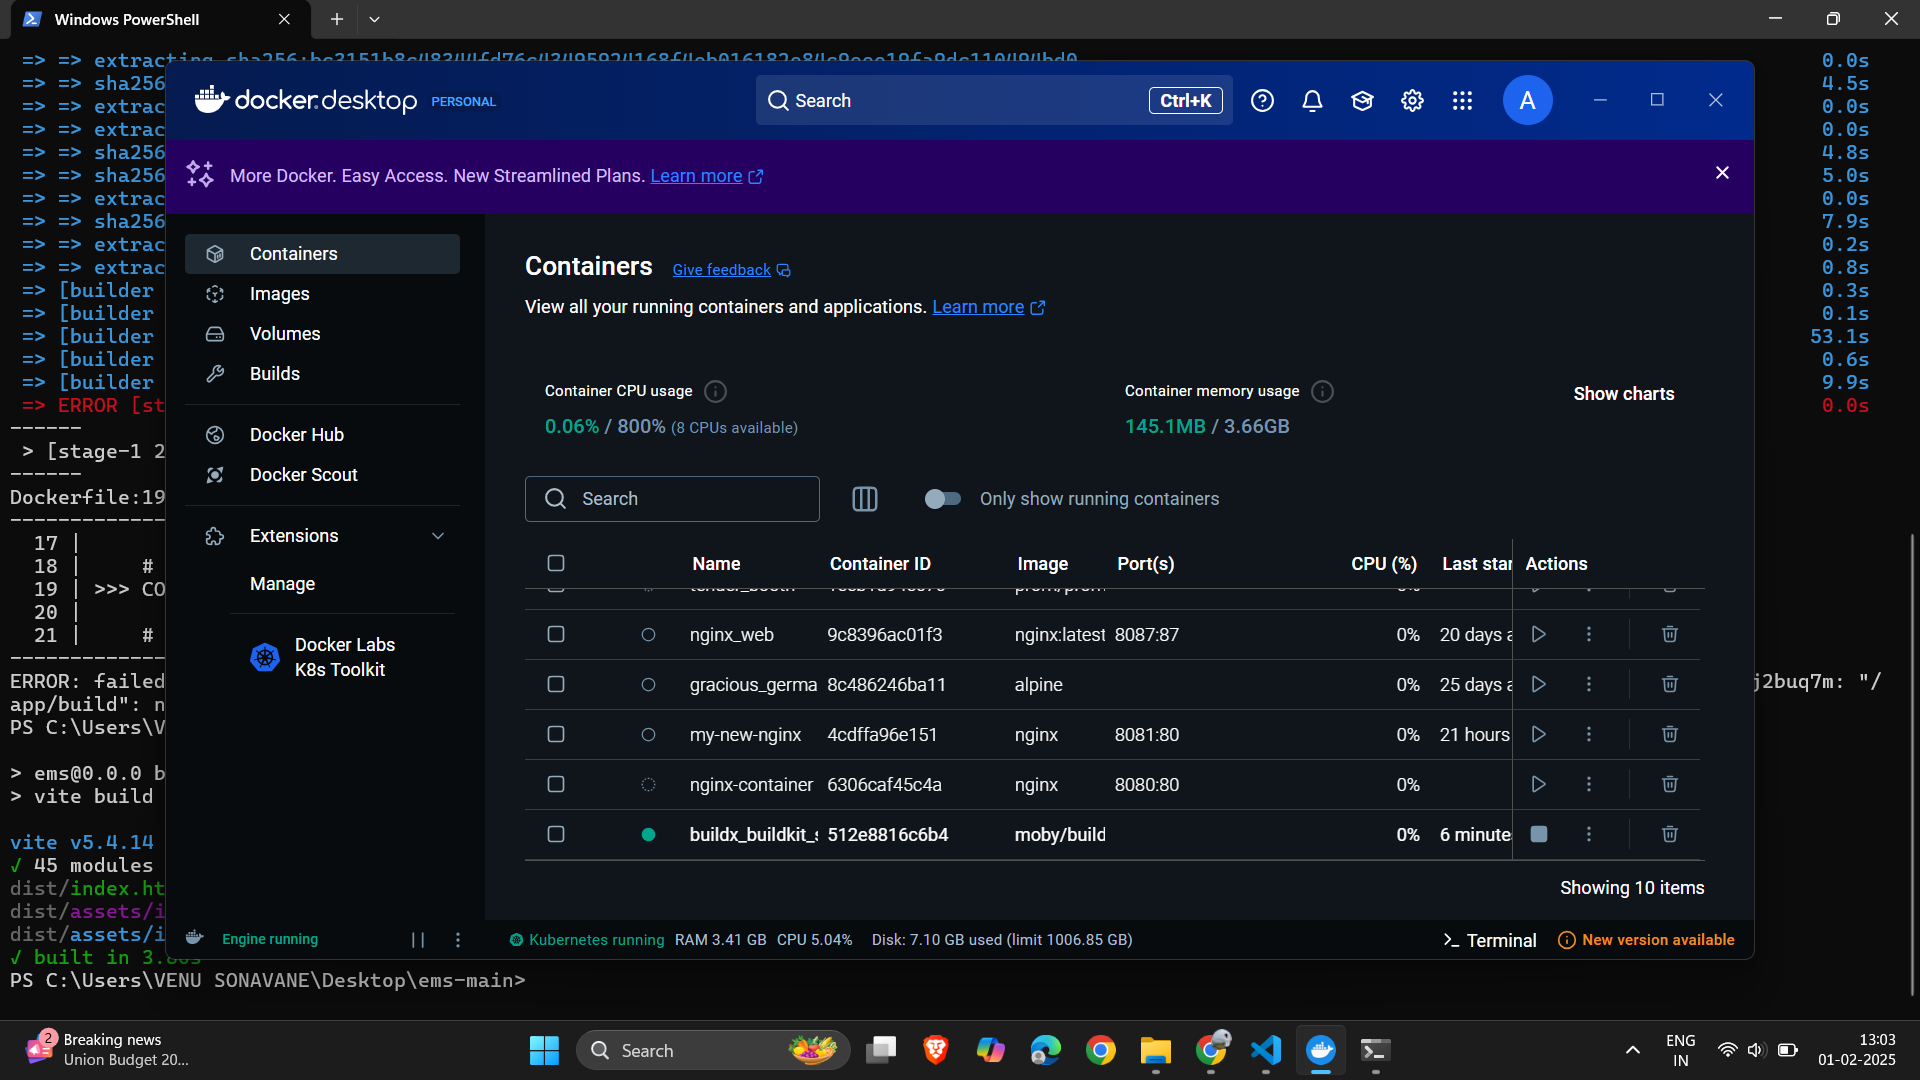 Windows PowerShell
=> => extracting sha256:bc3151b8c48344fd76c43495924168f4eb016182e84c9eee19fa9dc110494bd0 0.0s
=> => sha256 4.5s
=> => extrac 0.0s
=> => extrac 0.0s
=> => sha256 4.8s
=> => sha256 5.0s
=> => extrac 0.0s
=> => sha256 7.9s
=> => extrac 0.2s
=> => extrac 0.8s
=> [builder 0.3s
=> [builder 0.1s
=> [builder 53.1s
=> [builder 0.6s
=> [builder 9.9s
=> ERROR [st 0.0s
------
> [stage-1 2
------
Dockerfile:19
-------------
17 |
18 | #
19 | >>> CO
20 |
21 | #
-------------
ERROR: failed j2buq7m: "/
app/build": n
PS C:\Users\V
> ems@0.0.0 b
> vite build
vite v5.4.14
√ 45 modules
dist/index.ht
dist/assets/i
dist/assets/i
√ built in 3.86s
PS C:\Users\VENU SONAVANE\Desktop\ems-main>
docker.desktop PERSONAL
Search Ctrl+K
A
More Docker. Easy Access. New Streamlined Plans. Learn more
Containers
Images
Volumes
Builds
Docker Hub
Docker Scout
Extensions
Manage
Docker Labs
K8s Toolkit
Containers Give feedback
View all your running containers and applications. Learn more
Container CPU usage
0.06% / 800% (8 CPUs available)
Container memory usage
145.1MB / 3.66GB
Show charts
Search
Only show running containers
Name Container ID Image Port(s) CPU (%) Last star Actions
nginx_web 9c8396ac01f3 nginx:latest 8087:87 0% 20 days a
gracious_germa 8c486246ba11 alpine 0% 25 days a
my-new-nginx 4cdffa96e151 nginx 8081:80 0% 21 hours
nginx-container 6306caf45c4a nginx 8080:80 0%
buildx_buildkit_s 512e8816c6b4 moby/build 0% 6 minute
Showing 10 items
Engine running
Kubernetes running RAM 3.41 GB CPU 5.04% Disk: 7.10 GB used (limit 1006.85 GB)
Terminal
New version available
2
Breaking news
Union Budget 20...
Search
ENG
IN
13:03
01-02-2025